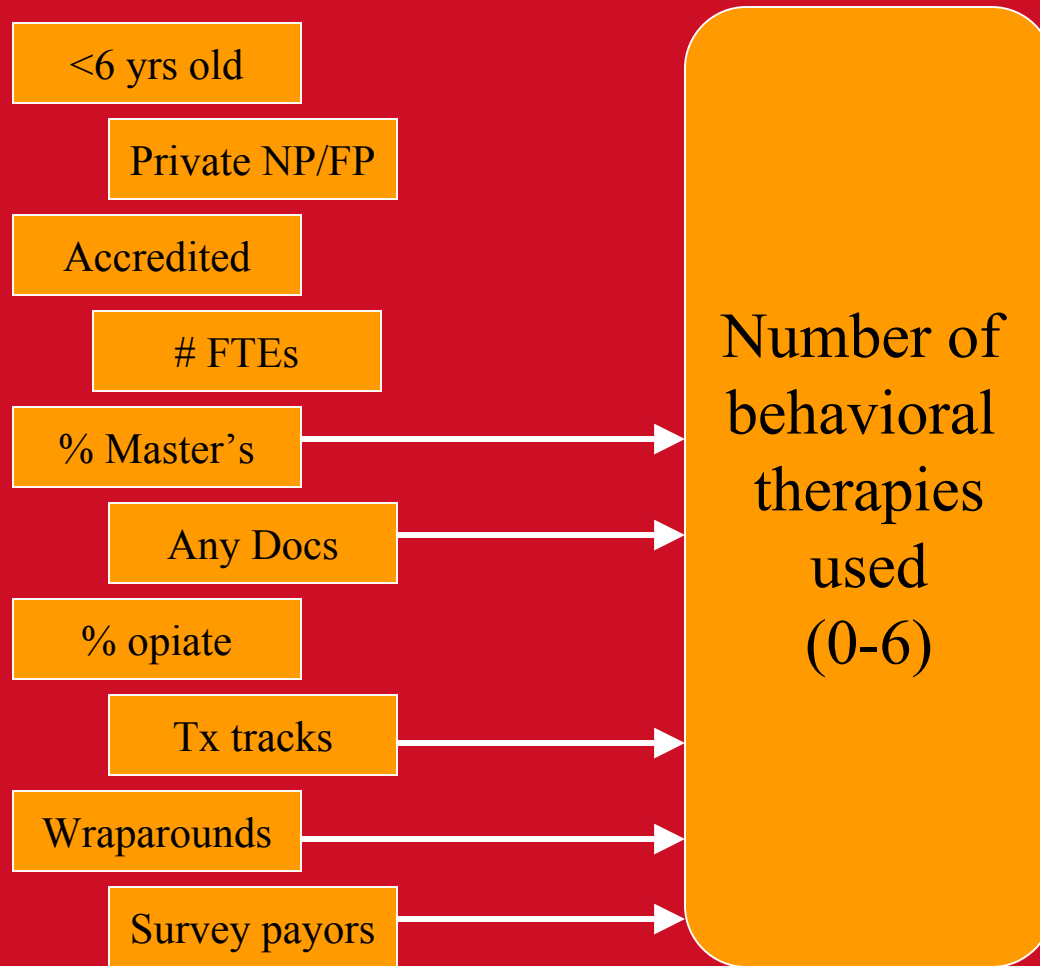 <6 yrs old
Private NP/FP
Accredited
# FTEs
% Master’s
Any Docs
% opiate
Tx tracks
Wraparounds
Survey payors
Number of
behavioral
therapies
used
(0-6)